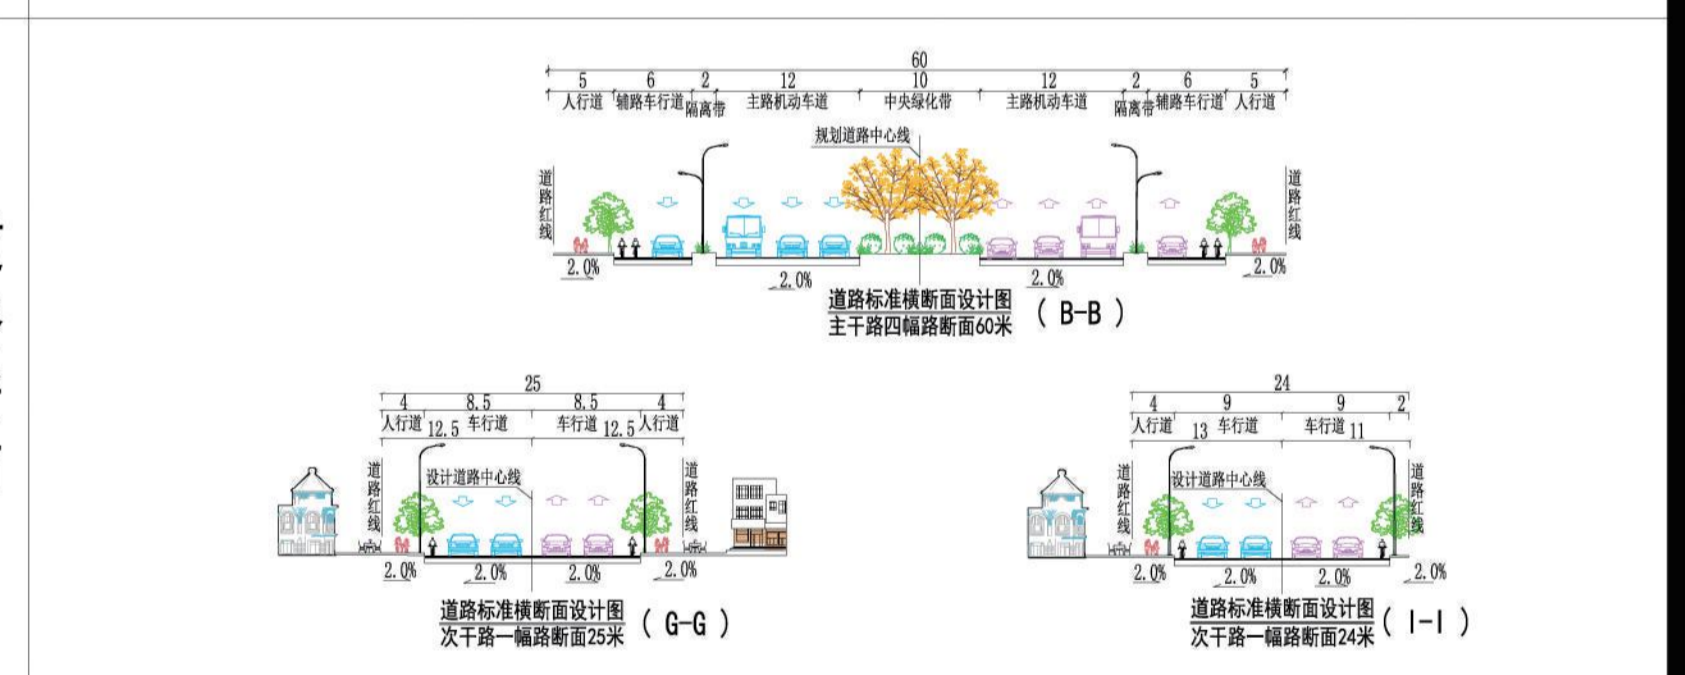 60
5 6 2 12 10 12 2 6 5
人行道 辅路车行道 隔离带 主路机动车道 中央绿化带 主路机动车道 隔离带 辅路车行道 人行道
规划道路中心线
道路红线 道路红线
2.0% 2.0% 2.0% 2.0%
道路标准横断面设计图
主干路四幅路断面60米
( B-B )
25
4 8.5 8.5 4
人行道 车行道 车行道 人行道
12.5 12.5
设计道路中心线
道路红线 道路红线
2.0% 2.0% 2.0% 2.0%
道路标准横断面设计图
次干路一幅路断面25米
( G-G )
24
4 9 9 2
人行道 车行道 车行道
13 11
设计道路中心线
道路红线 道路红线
2.0% 2.0% 2.0% 2.0%
道路标准横断面设计图
次干路一幅路断面24米
( I-I )